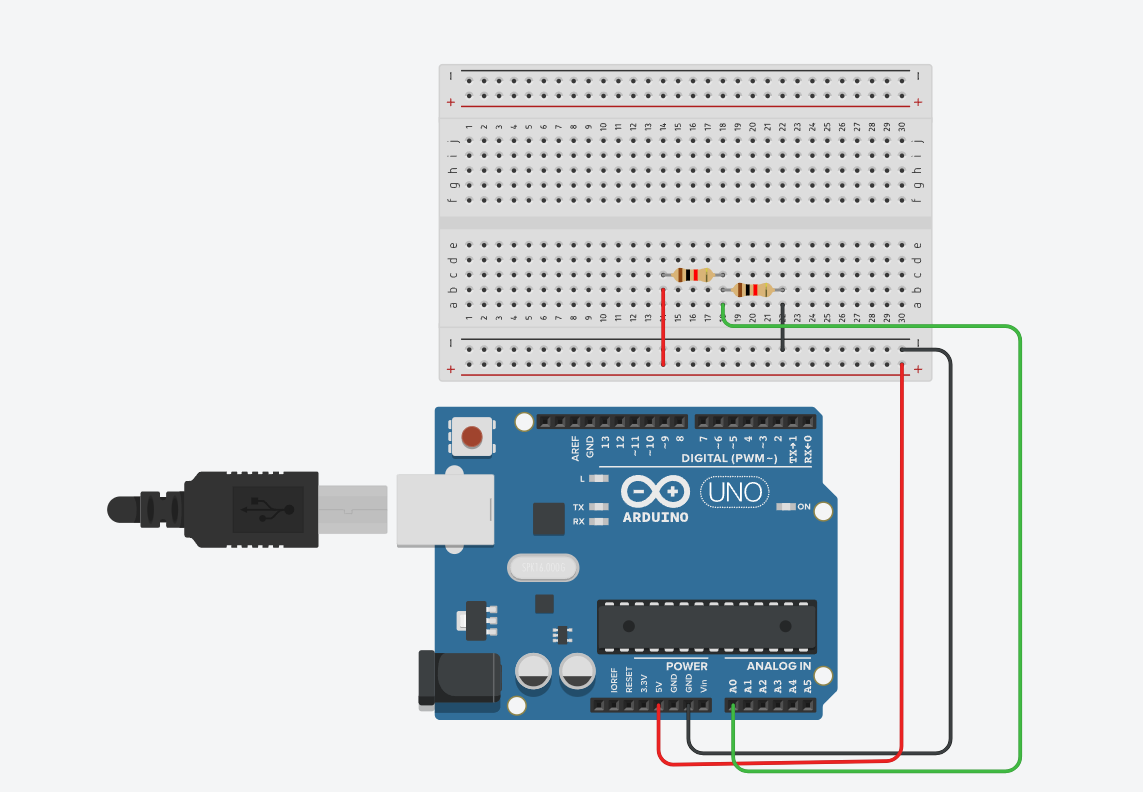 − −
+ +
1 2 3 4 5 6 7 8 9 10 11 12 13 14 15 16 17 18 19 20 21 22 23 24 25 26 27 28 29 30
j j
i i
h h
g g
f f
e e
d d
c c
b b
a a
1 2 3 4 5 6 7 8 9 10 11 12 13 15 16 17 19 20 21 23 24 25 26 27 28 29 30
− −
+ +
AREF GND 13 12 ~11 ~10 ~9 8 7 ~6 ~5 4 ~3 2 TX→1 RX←0
DIGITAL (PWM~)
L
UNO
TX ON
ARDUINO
RX
POWER ANALOG IN
IOREF RESET 3.3V 5V GND GND Vin A0 A1 A2 A3 A4 A5